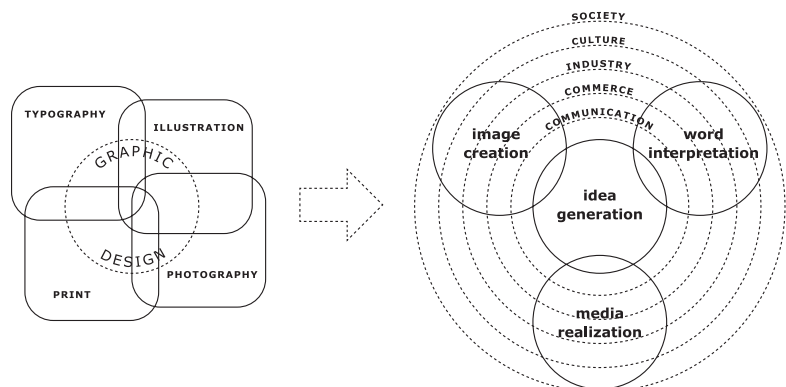 TYPOGRAPHY
ILLUSTRATION
GRAPHIC
DESIGN
PHOTOGRAPHY
PRINT
SOCIETY
CULTURE
INDUSTRY
COMMERCE
COMMUNICATION
image
creation
word
interpretation
idea
generation
media
realization